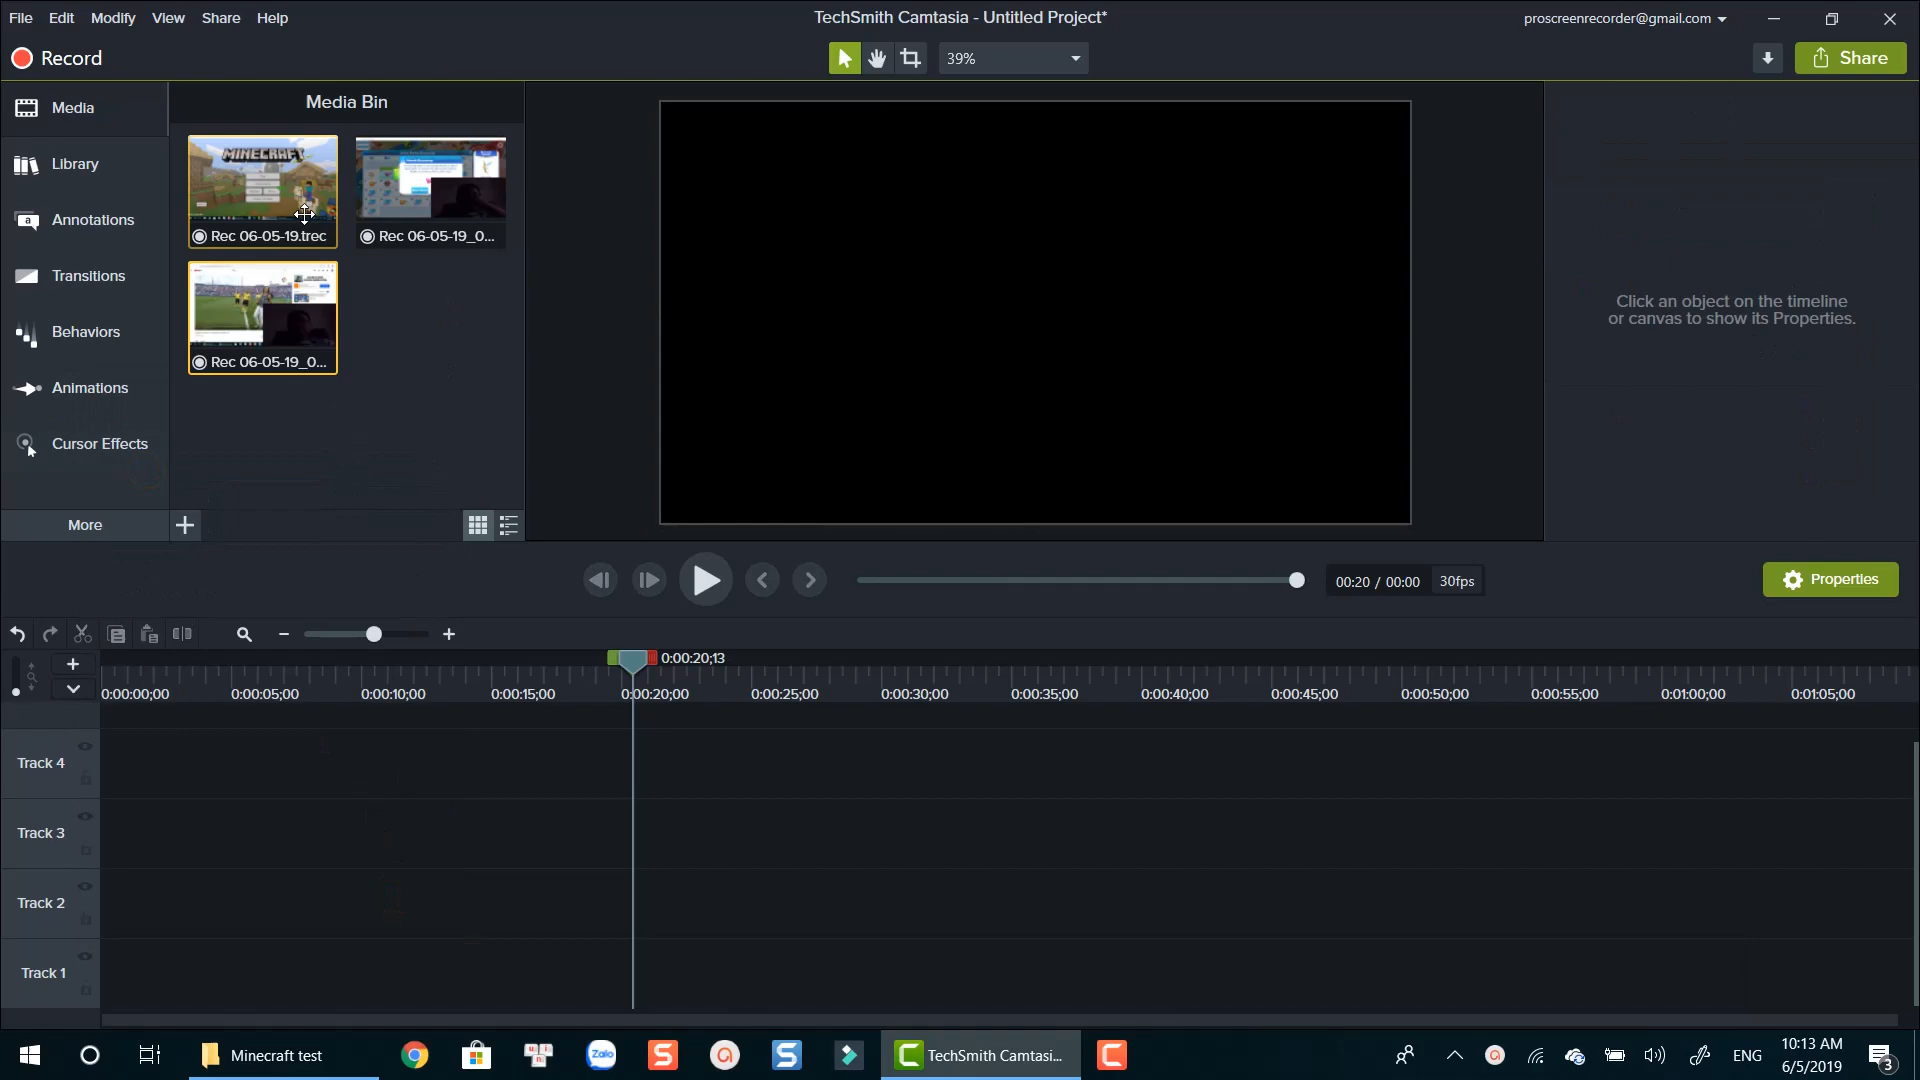 File Edit Modify View Share Help
TechSmith Camtasia - Untitled Project*
proscreenrecorder@gmail.com
Record
39%
Share
Media
Media Bin
MINECRAFT
Rec 06-05-19.trec
Rec 06-05-19_0...
Library
Annotations
Transitions
Behaviors
Rec 06-05-19_0...
Animations
Cursor Effects
More
Click an object on the timeline
or canvas to show its Properties.
00:20 / 00:00 30fps
Properties
0:00:20;13
0:00:00;00 0:00:05;00 0:00:10;00 0:00:15;00 0:00:20;00 0:00:25;00 0:00:30;00 0:00:35;00 0:00:40;00 0:00:45;00 0:00:50;00 0:00:55;00 0:01:00;00 0:01:05;00
Track 4
Track 3
Track 2
Track 1
Minecraft test
Zalo
TechSmith Camtasi...
ENG
10:13 AM
6/5/2019
3